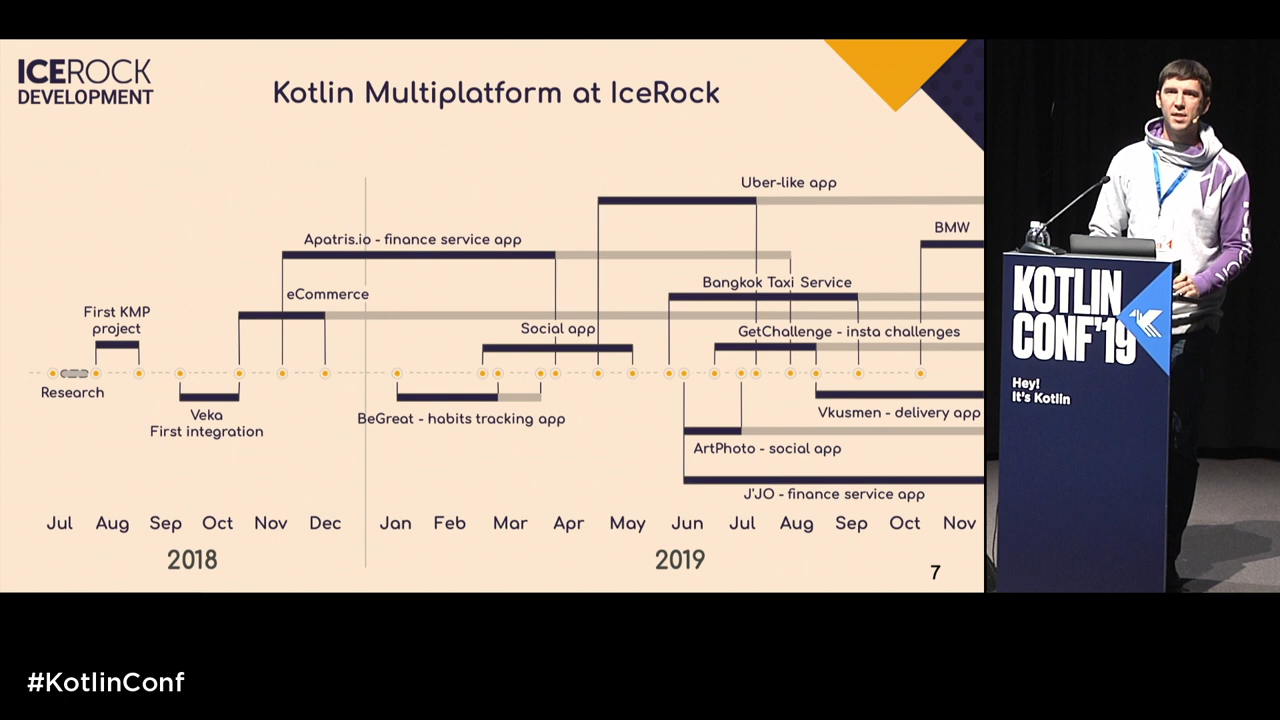 ICEROCK
DEVELOPMENT
Kotlin Multiplatform at IceRock
Uber-like app
BMW
Apatris.io - finance service app
Bangkok Taxi Service
eCommerce
First KMP
project
Social app
GetChallenge - insta challenges
Research
Veka
First integration
BeGreat - habits tracking app
Vkusmen - delivery app
ArtPhoto - social app
J'JO - finance service app
Jul Aug Sep Oct Nov Dec Jan Feb Mar Apr May Jun Jul Aug Sep Oct Nov
2018 2019
7
KOTLIN
CONF'19
Hey!
It's Kotlin
#KotlinConf